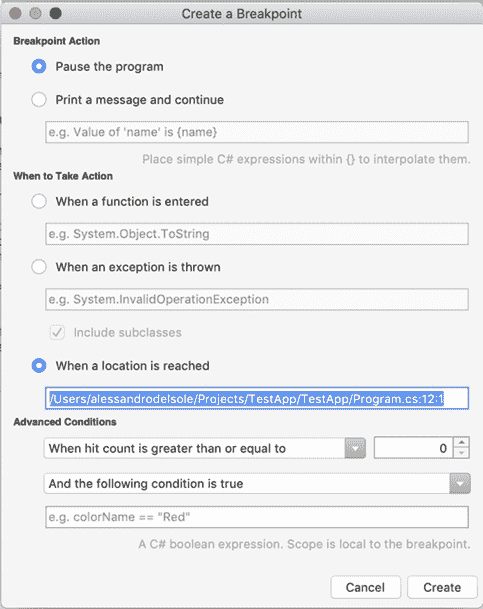 Create a Breakpoint
Breakpoint Action
Pause the program
Print a message and continue
e.g. Value of 'name' is {name}
Place simple C# expressions within {} to interpolate them.
When to Take Action
When a function is entered
e.g. System.Object.ToString
When an exception is thrown
e.g. System.InvalidOperationException
Include subclasses
When a location is reached
/Users/alessandrodelsole/Projects/TestApp/TestApp/Program.cs:12:1
Advanced Conditions
When hit count is greater than or equal to 0
And the following condition is true
e.g. colorName == "Red"
A C# boolean expression. Scope is local to the breakpoint.
Cancel Create